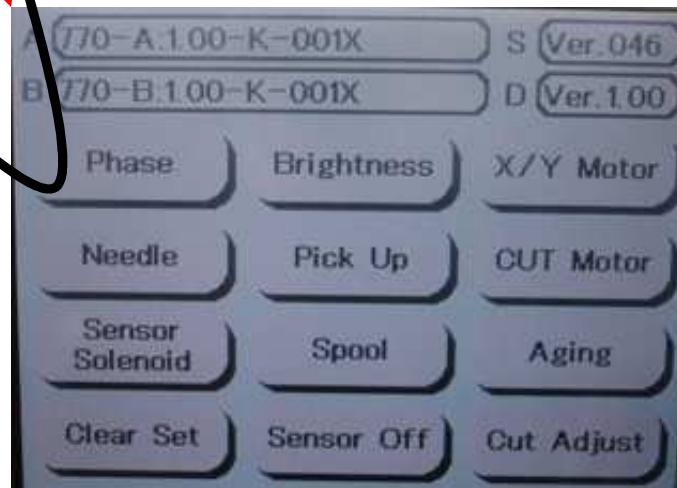 A 770-A.1.00-K-001X S Ver.046
B 770-B.1.00-K-001X D Ver.1.00
Phase Brightness X/Y Motor
Needle Pick Up CUT Motor
Sensor Solenoid Spool Aging
Clear Set Sensor Off Cut Adjust